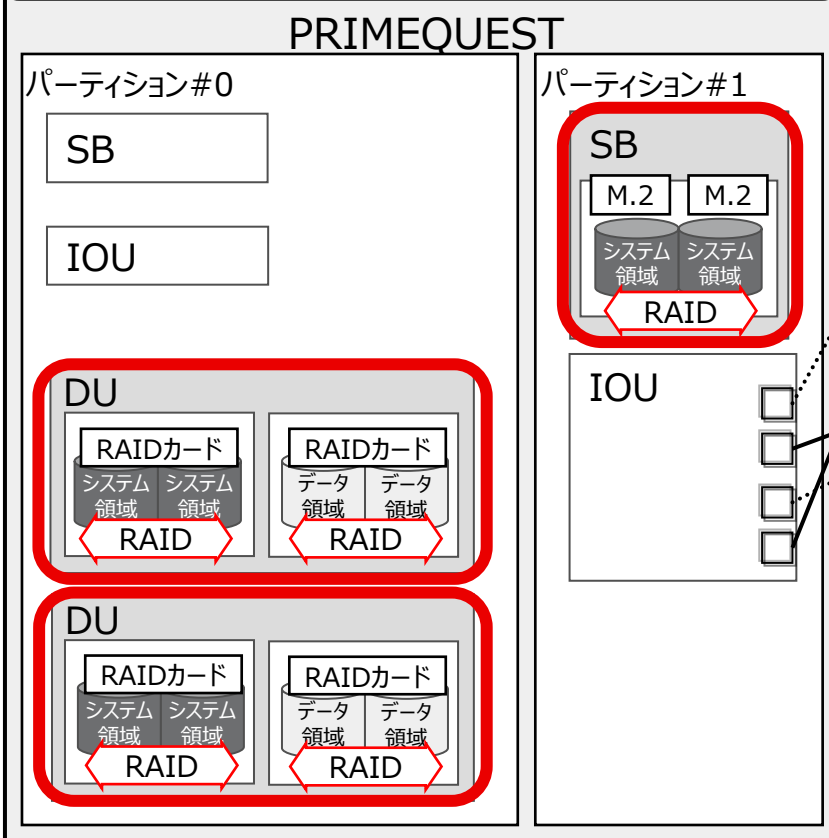 PRIMEQUEST
パーティション#0
SB
IOU
DU
RAIDカード
システム
領域
システム
領域
RAID
RAIDカード
データ
領域
データ
領域
RAID
DU
RAIDカード
システム
領域
システム
領域
RAID
RAIDカード
データ
領域
データ
領域
RAID
パーティション#1
SB
M.2
M.2
システム
領域
システム
領域
RAID
IOU